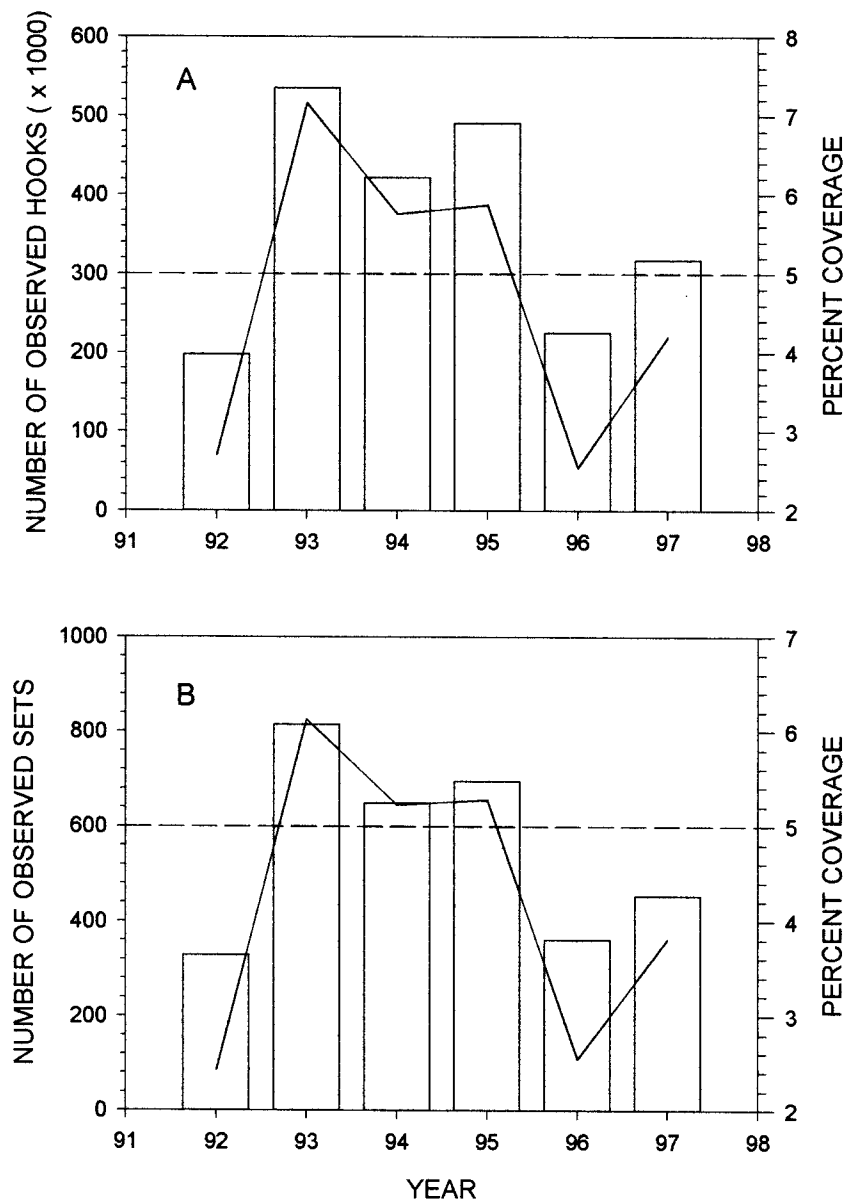 A
NUMBER OF OBSERVED HOOKS ( x 1000)
600
500
400
300
200
100
0
PERCENT COVERAGE
8
7
6
5
4
3
2
91 92 93 94 95 96 97 98
B
NUMBER OF OBSERVED SETS
1000
800
600
400
200
0
PERCENT COVERAGE
7
6
5
4
3
2
91 92 93 94 95 96 97 98
YEAR